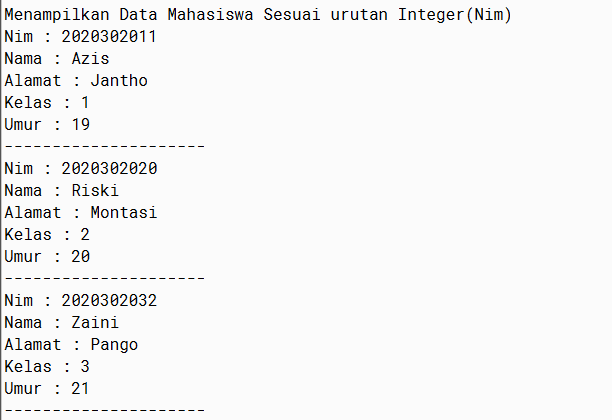 Menampilkan Data Mahasiswa Sesuai urutan Integer(Nim)
Nim : 2020302011
Nama : Azis
Alamat : Jantho
Kelas : 1
Umur : 19
---------------------
Nim : 2020302020
Nama : Riski
Alamat : Montasi
Kelas : 2
Umur : 20
---------------------
Nim : 2020302032
Nama : Zaini
Alamat : Pango
Kelas : 3
Umur : 21
---------------------